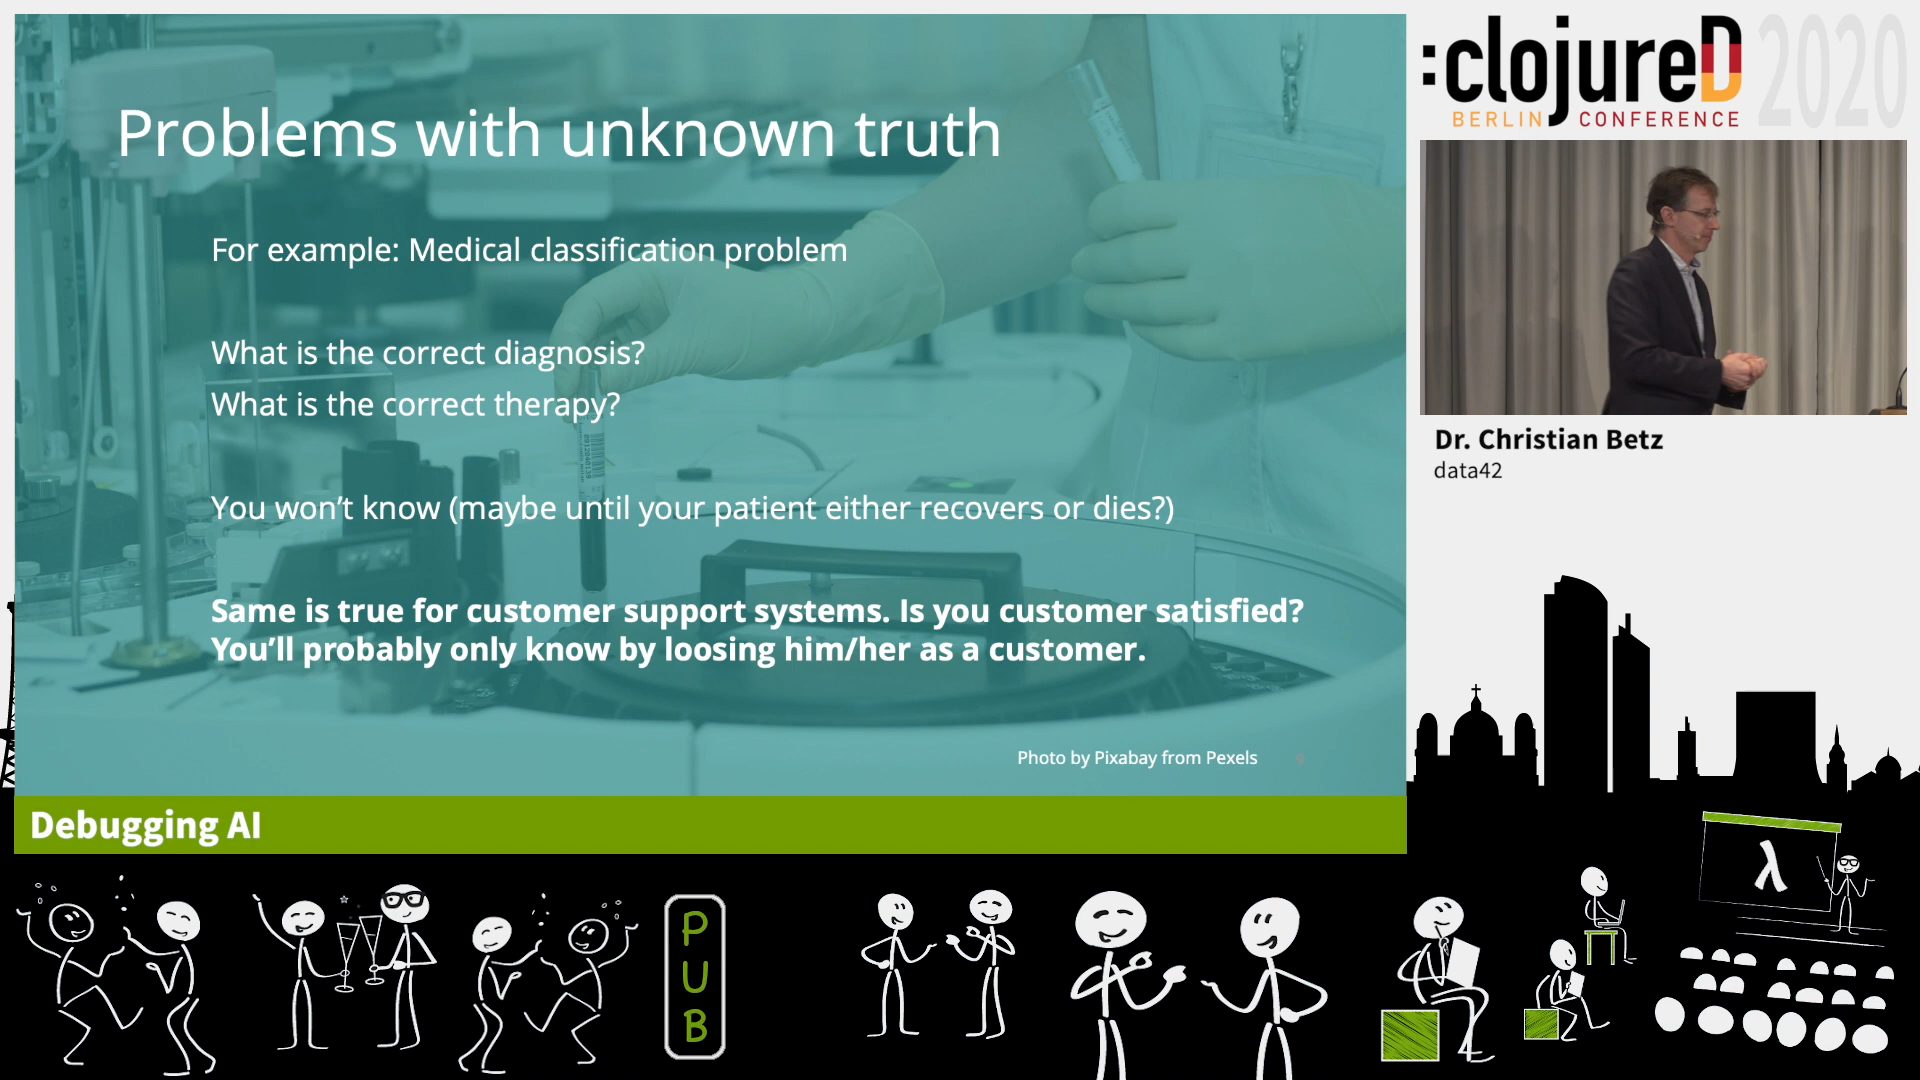 Problems with unknown truth
For example: Medical classification problem
What is the correct diagnosis?
What is the correct therapy?
You won’t know (maybe until your patient either recovers or dies?)
Same is true for customer support systems. Is you customer satisfied?
You’ll probably only know by loosing him/her as a customer.
Photo by Pixabay from Pexels
Debugging AI
:clojureD 2020
BERLIN CONFERENCE
Dr. Christian Betz
data42
PUB
λ